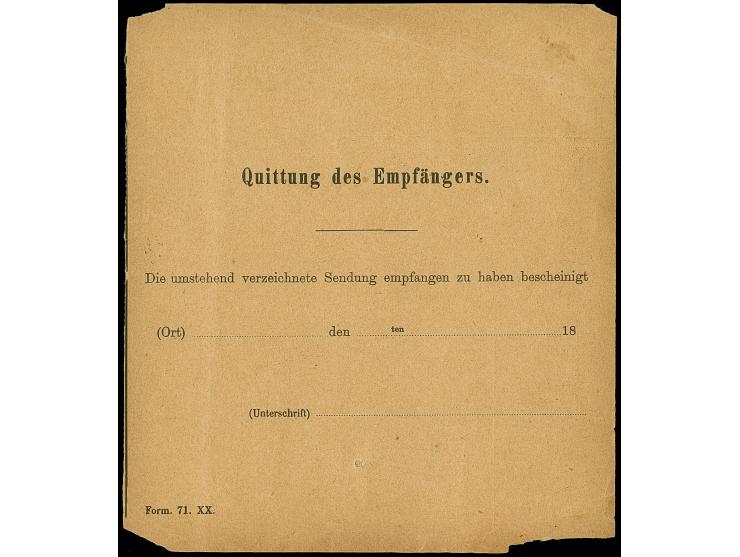 Quittung des Empfängers.
Die umstehend verzeichnete Sendung empfangen zu haben bescheinigt
(Ort) ........................ den ........ten........................ 18
(Unterschrift) ................................................
Form. 71. XX.